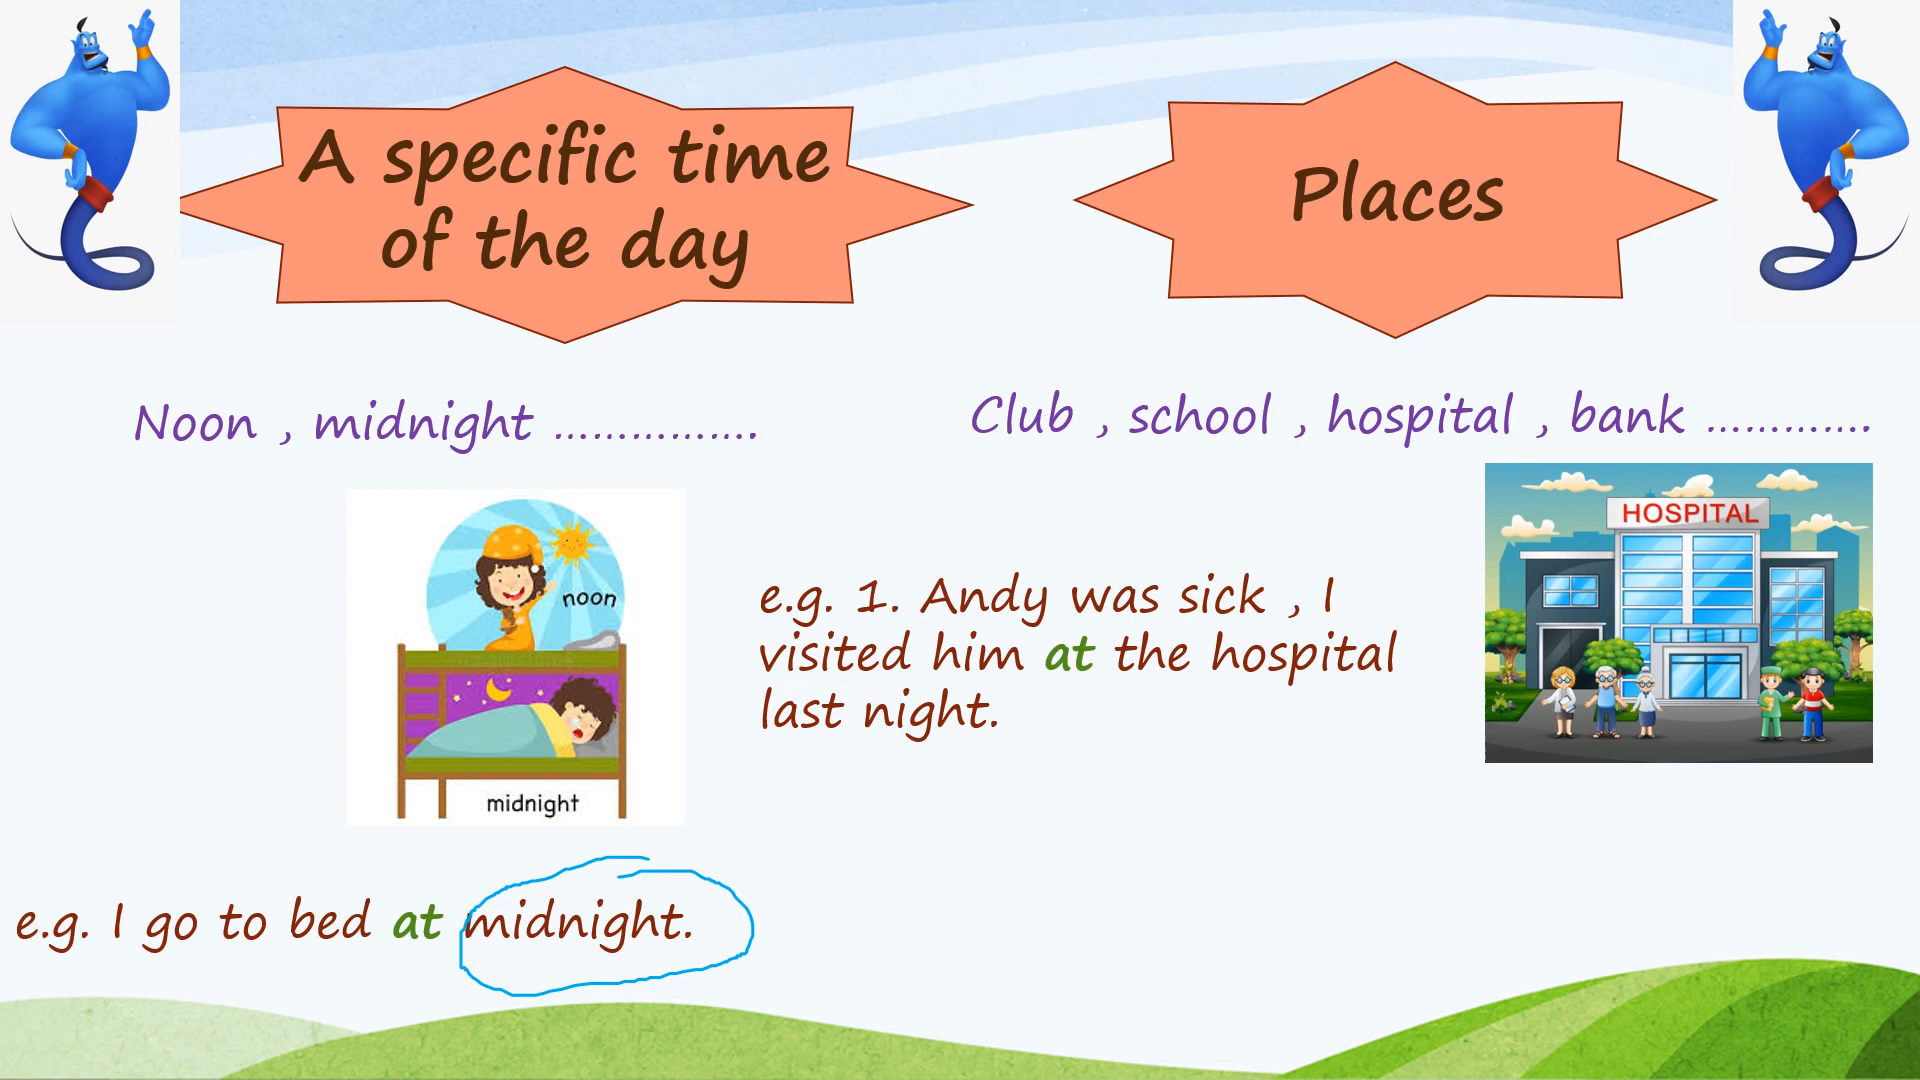 A specific time
of the day
Places
Noon , midnight ................
Club , school , hospital , bank .............
HOSPITAL
noon
midnight
e.g. 1. Andy was sick , I
visited him at the hospital
last night.
e.g. I go to bed at midnight.